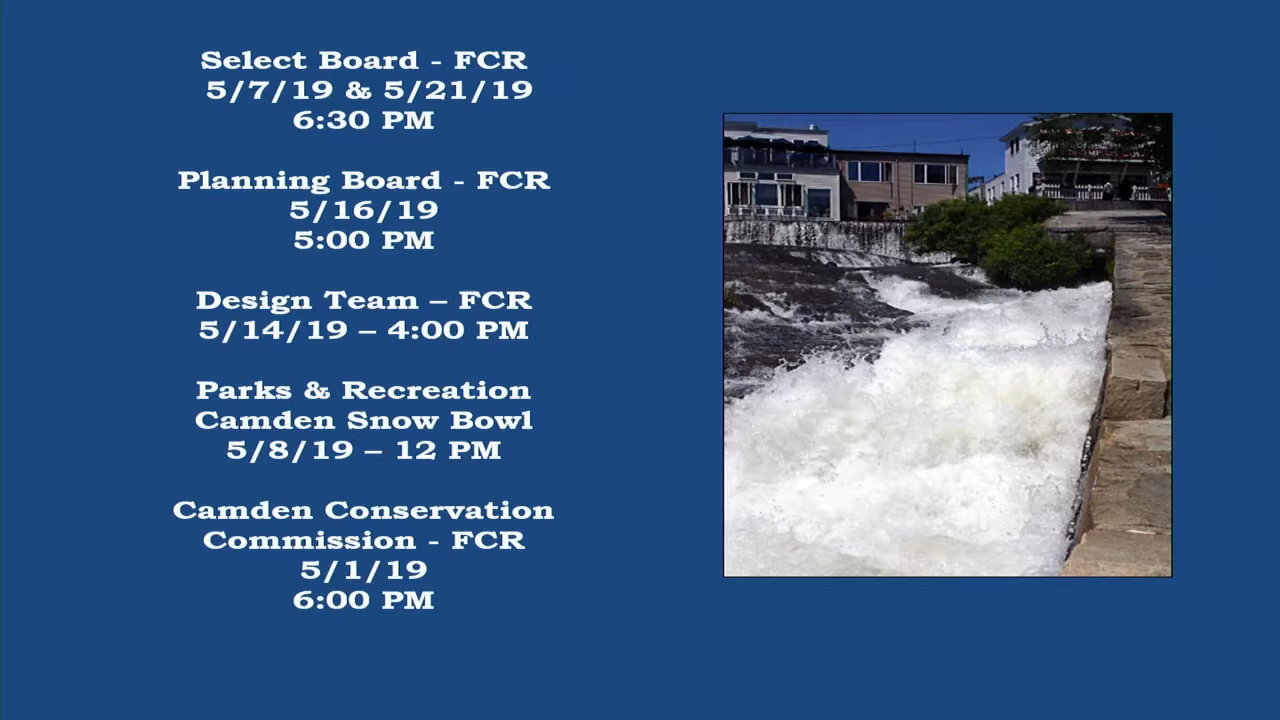 Select Board - FCR
5/7/19 & 5/21/19
6:30 PM
Planning Board - FCR
5/16/19
5:00 PM
Design Team – FCR
5/14/19 – 4:00 PM
Parks & Recreation
Camden Snow Bowl
5/8/19 – 12 PM
Camden Conservation
Commission - FCR
5/1/19
6:00 PM